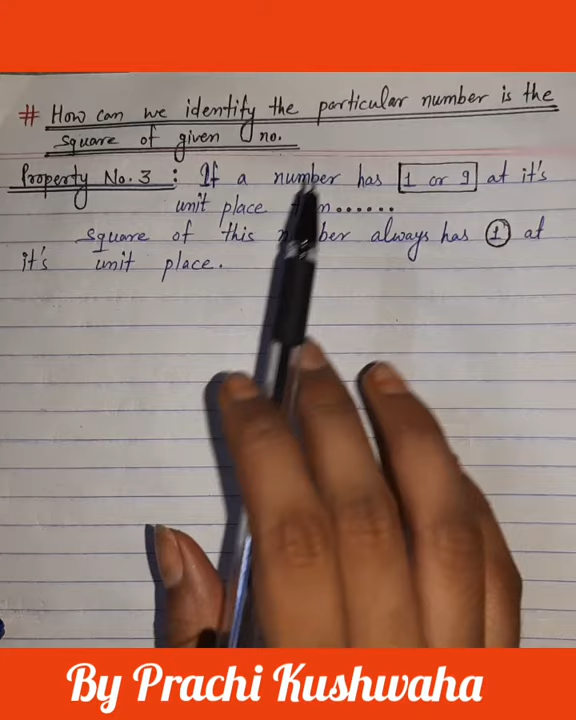 # How can we identify the particular number is the
square of given no.
Property No. 3 : If a number has 1 or 9 at it's
unit place ......
square of this number always has 1 at
it's unit place.
By Prachi Kushwaha